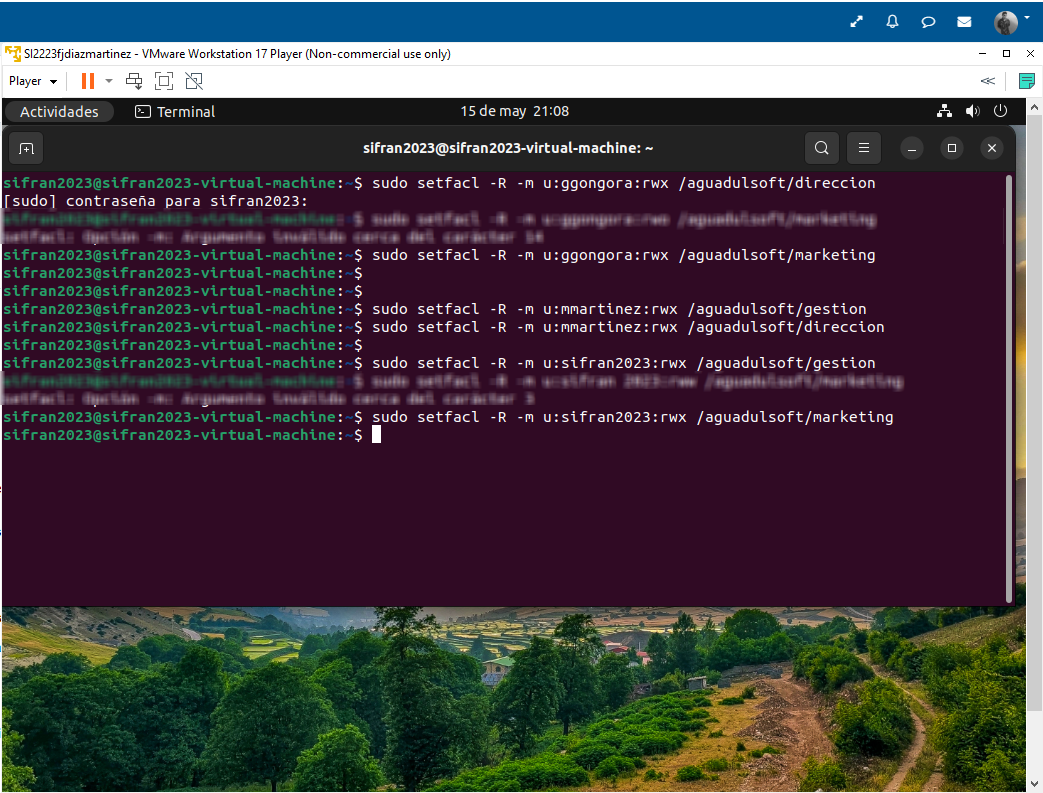 SI2223fjdiazmartinez - VMware Workstation 17 Player (Non-commercial use only)
Player
Actividades Terminal 15 de may 21:08
sifran2023@sifran2023-virtual-machine: ~
sifran2023@sifran2023-virtual-machine:~$ sudo setfacl -R -m u:ggongora:rwx /aguadulsoft/direccion
[sudo] contraseña para sifran2023:
sifran2023@sifran2023-virtual-machine:~$ sudo setfacl -R -m u:ggongora:rwx /aguadulsoft/marketing
sifran2023@sifran2023-virtual-machine:~$
sifran2023@sifran2023-virtual-machine:~$
sifran2023@sifran2023-virtual-machine:~$ sudo setfacl -R -m u:mmartinez:rwx /aguadulsoft/gestion
sifran2023@sifran2023-virtual-machine:~$ sudo setfacl -R -m u:mmartinez:rwx /aguadulsoft/direccion
sifran2023@sifran2023-virtual-machine:~$
sifran2023@sifran2023-virtual-machine:~$ sudo setfacl -R -m u:sifran2023:rwx /aguadulsoft/gestion
sifran2023@sifran2023-virtual-machine:~$ sudo setfacl -R -m u:sifran2023:rwx /aguadulsoft/marketing
sifran2023@sifran2023-virtual-machine:~$